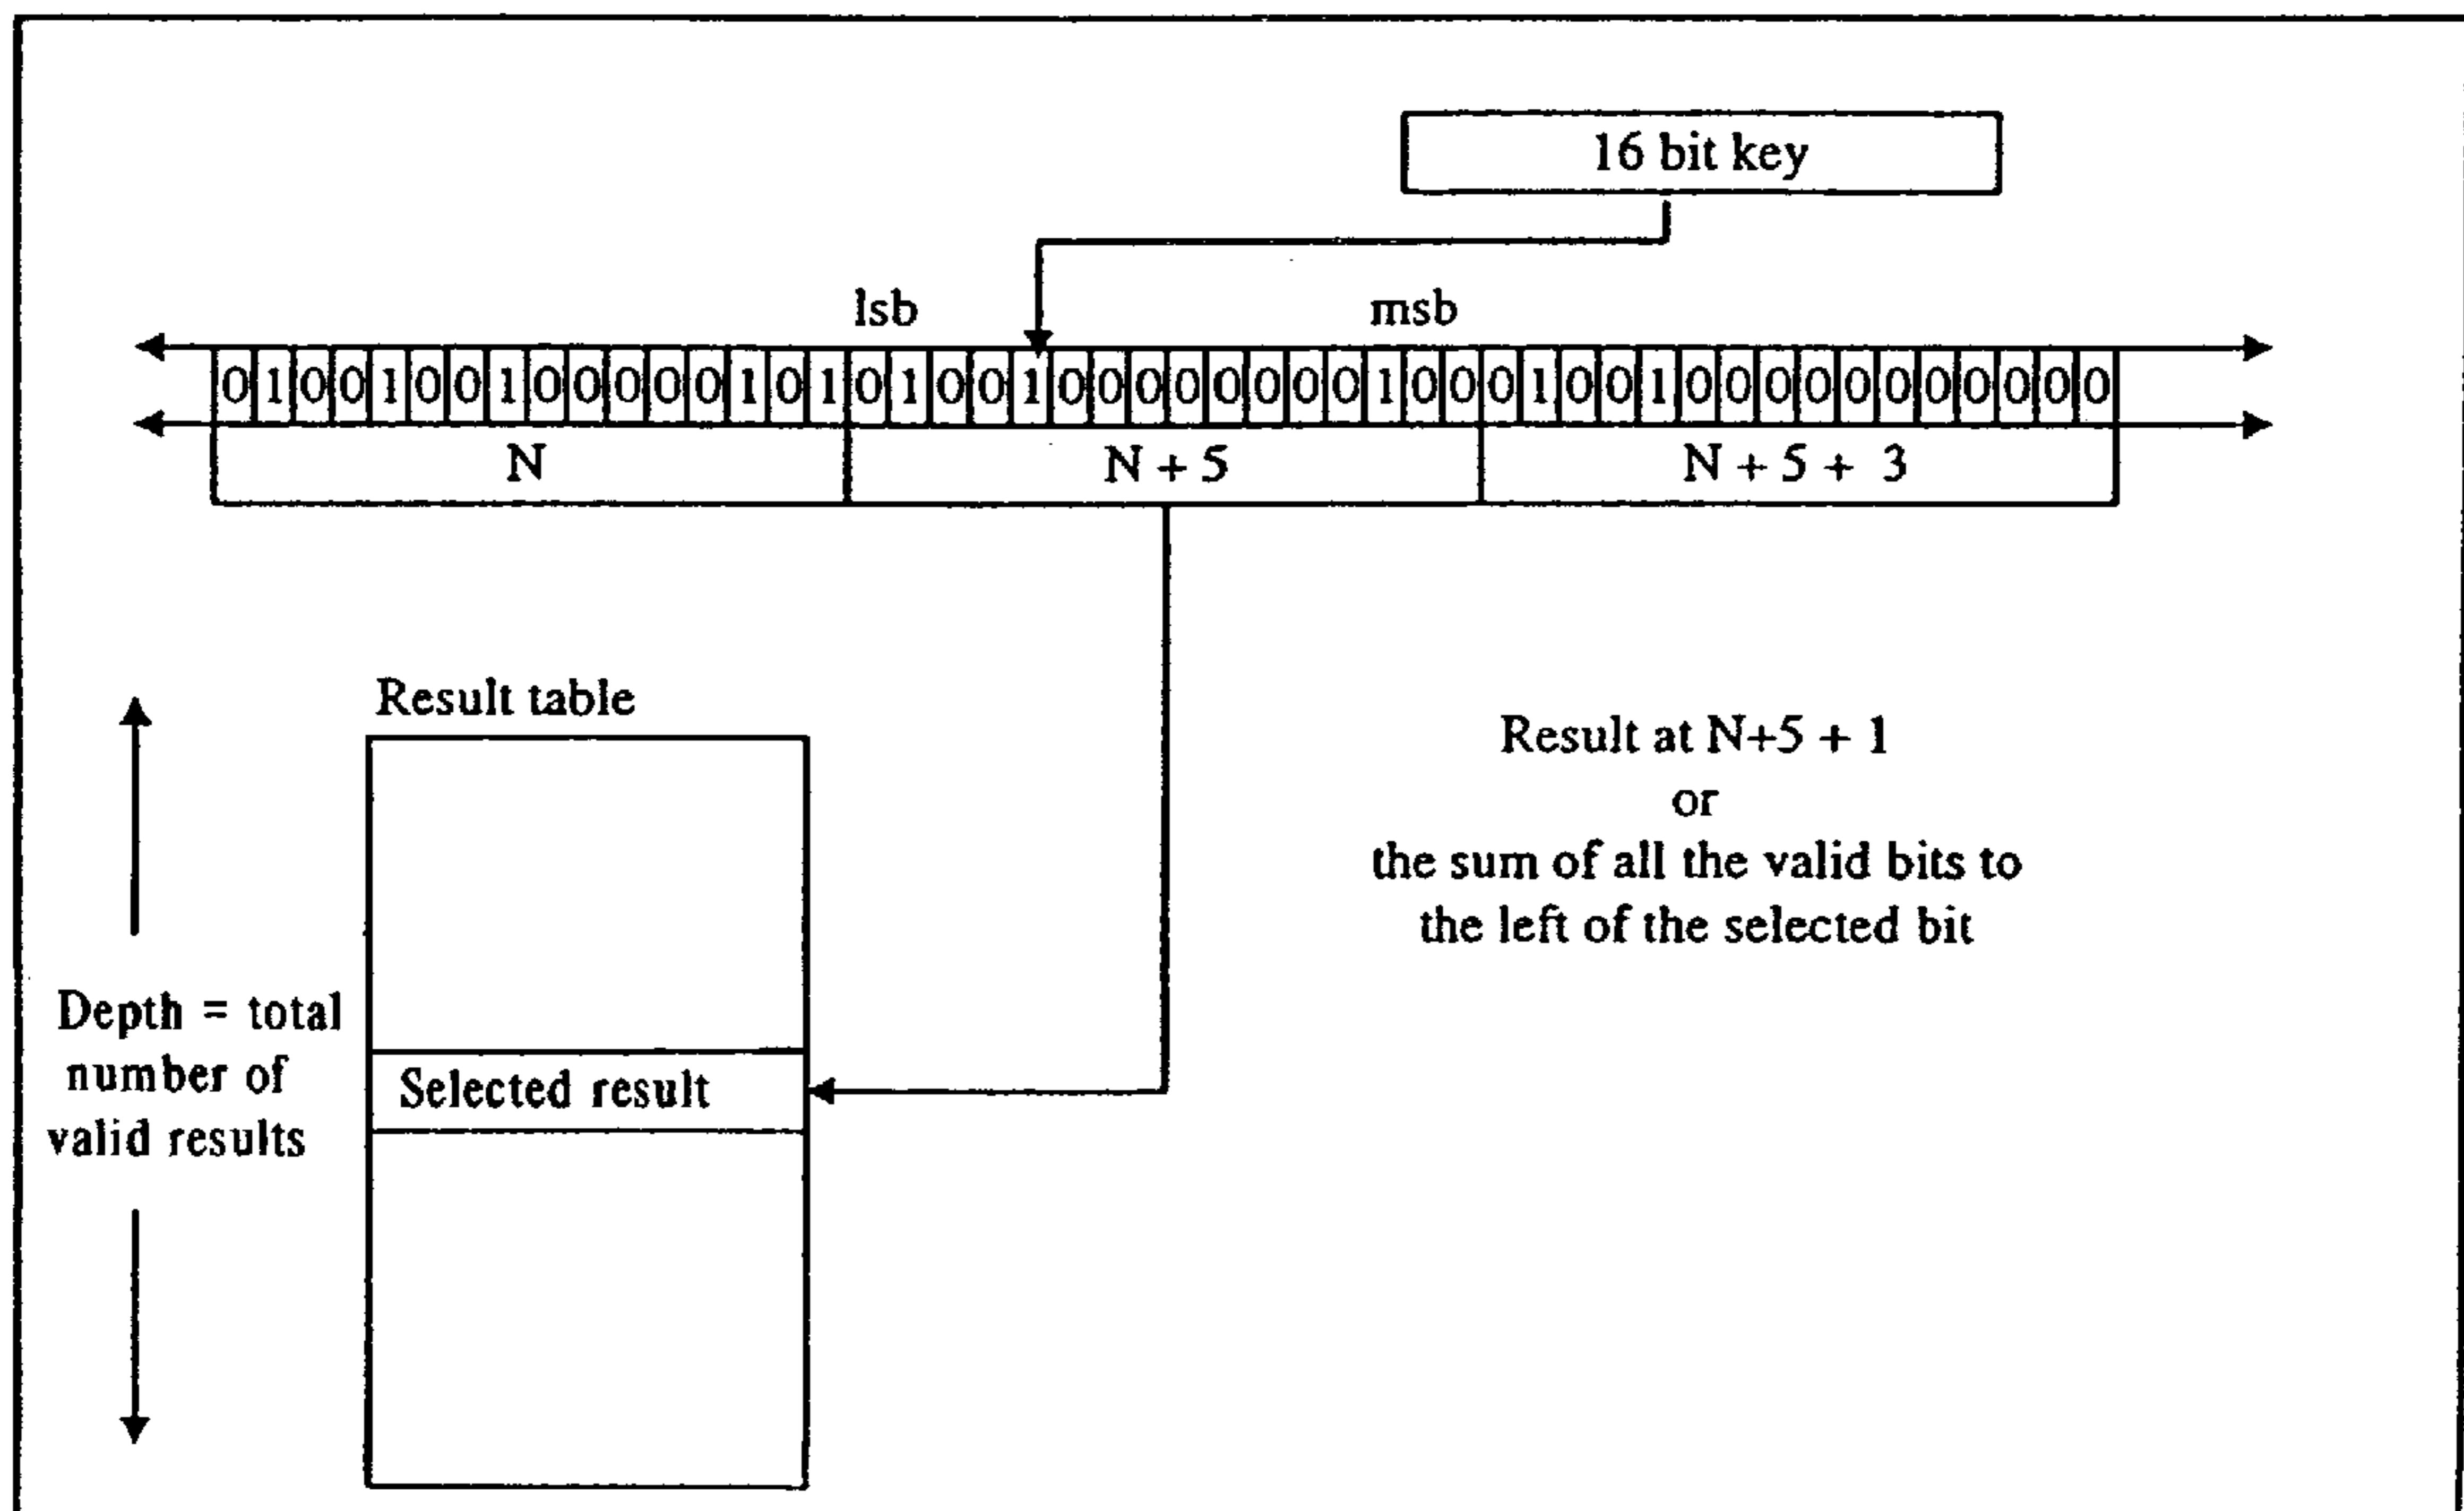 16 bit key
lsb msb
0 1 0 0 1 0 0 1 0 0 0 0 0 1 0 1 0 1 0 0 1 0 0 0 0 0 0 0 0 1 0 0 0 1 0 0 1 0 0 0 0 0 0 0 0 0 0 0
N N + 5 N + 5 + 3
Result table
Result at N+5 + 1
or
the sum of all the valid bits to
the left of the selected bit
Depth = total
number of
valid results
Selected result